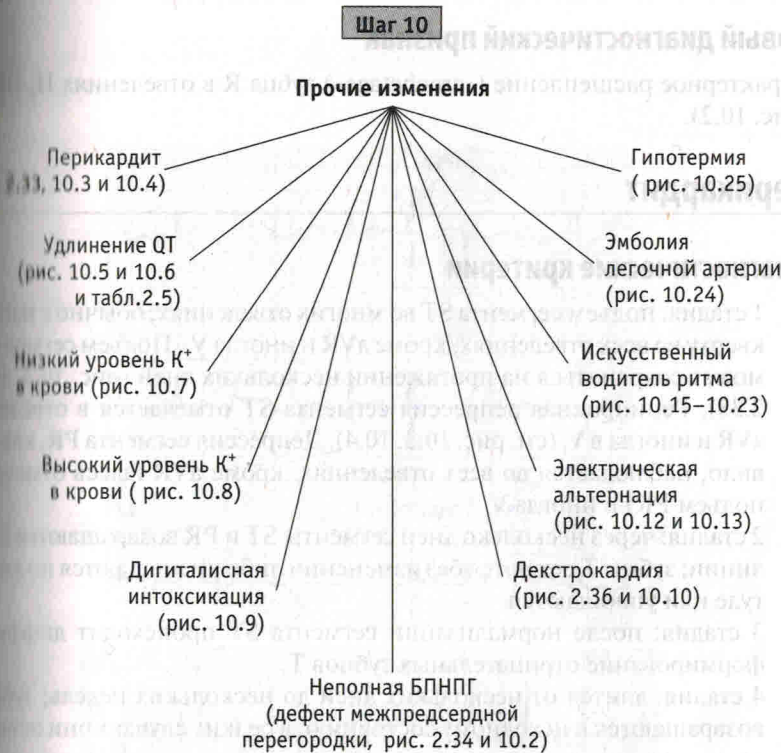 Шаг 10
Прочие изменения
Перикардит
2.33, 10.3 и 10.4)
Гипотермия
( рис. 10.25)
Удлинение QT
(рис. 10.5 и 10.6
и табл.2.5)
Эмболия
легочной артерии
(рис. 10.24)
Низкий уровень K⁺
в крови (рис. 10.7)
Искусственный
водитель ритма
(рис. 10.15–10.23)
Высокий уровень K⁺
в крови ( рис. 10.8)
Электрическая
альтернация
(рис. 10.12 и 10.13)
Дигиталисная
интоксикация
(рис. 10.9)
Декстрокардия
(рис. 2.36 и 10.10)
Неполная БПНПГ
(дефект межпредсердной
перегородки, рис. 2.34 и 10.2)